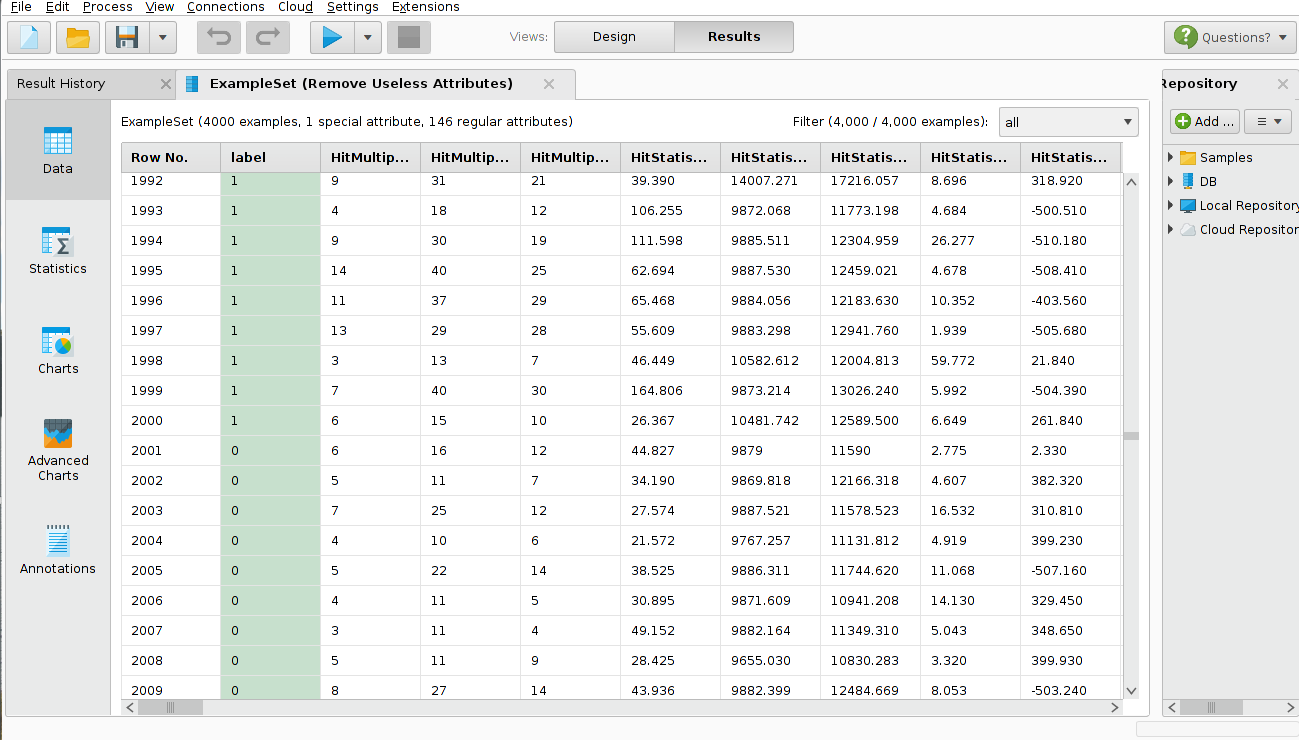 File Edit Process View Connections Cloud Settings Extensions
Views: Design Results Questions?
Result History ExampleSet (Remove Useless Attributes) Repository
ExampleSet (4000 examples, 1 special attribute, 146 regular attributes) Filter (4,000 / 4,000 examples): all Add ...
Row No. label HitMultip... HitMultip... HitMultip... HitStatis... HitStatis... HitStatis... HitStatis... HitStatis...
1992 1 9 31 21 39.390 14007.271 17216.057 8.696 318.920
1993 1 4 18 12 106.255 9872.068 11773.198 4.684 -500.510
1994 1 9 30 19 111.598 9885.511 12304.959 26.277 -510.180
1995 1 14 40 25 62.694 9887.530 12459.021 4.678 -508.410
1996 1 11 37 29 65.468 9884.056 12183.630 10.352 -403.560
1997 1 13 29 28 55.609 9883.298 12941.760 1.939 -505.680
1998 1 3 13 7 46.449 10582.612 12004.813 59.772 21.840
1999 1 7 40 30 164.806 9873.214 13026.240 5.992 -504.390
2000 1 6 15 10 26.367 10481.742 12589.500 6.649 261.840
2001 0 6 16 12 44.827 9879 11590 2.775 2.330
2002 0 5 11 7 34.190 9869.818 12166.318 4.607 382.320
2003 0 7 25 12 27.574 9887.521 11578.523 16.532 310.810
2004 0 4 10 6 21.572 9767.257 11131.812 4.919 399.230
2005 0 5 22 14 38.525 9886.311 11744.620 11.068 -507.160
2006 0 4 11 5 30.895 9871.609 10941.208 14.130 329.450
2007 0 3 11 4 49.152 9882.164 11349.310 5.043 348.650
2008 0 5 11 9 28.425 9655.030 10830.283 3.320 399.930
2009 0 8 27 14 43.936 9882.399 12484.669 8.053 -503.240
Data
Statistics
Charts
Advanced
Charts
Annotations
Samples
DB
Local Repository
Cloud Repositor